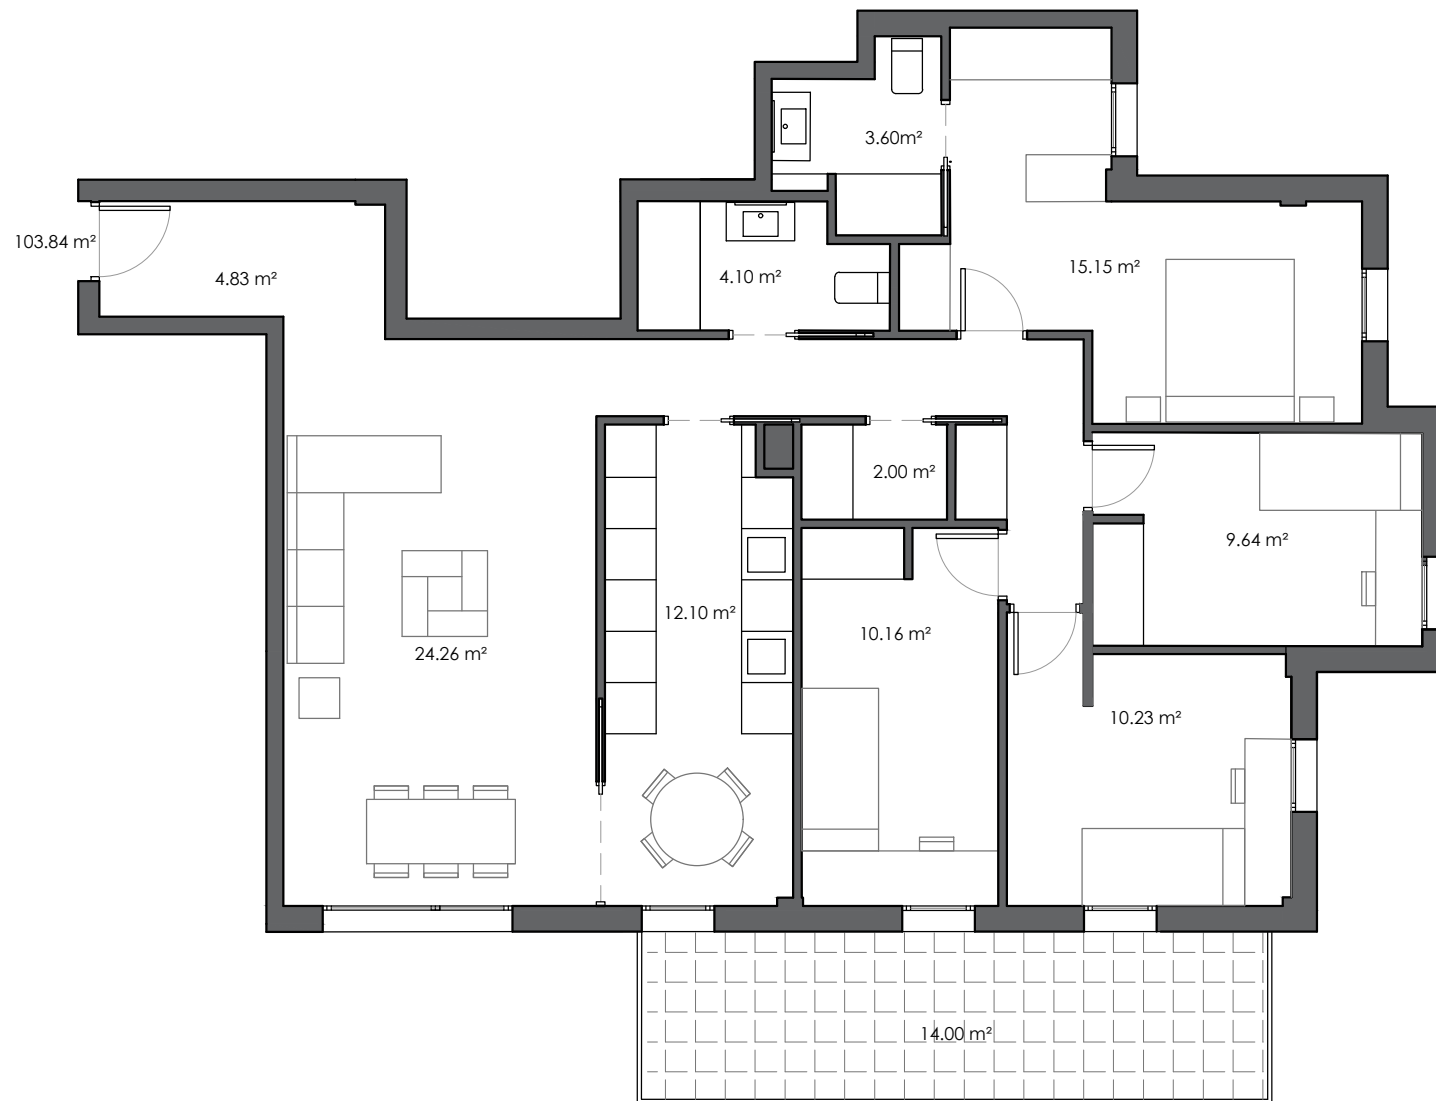 3.60m²
103.84 m²
4.83 m²
4.10 m²
15.15 m²
2.00 m²
9.64 m²
12.10 m²
10.16 m²
24.26 m²
10.23 m²
14.00 m²